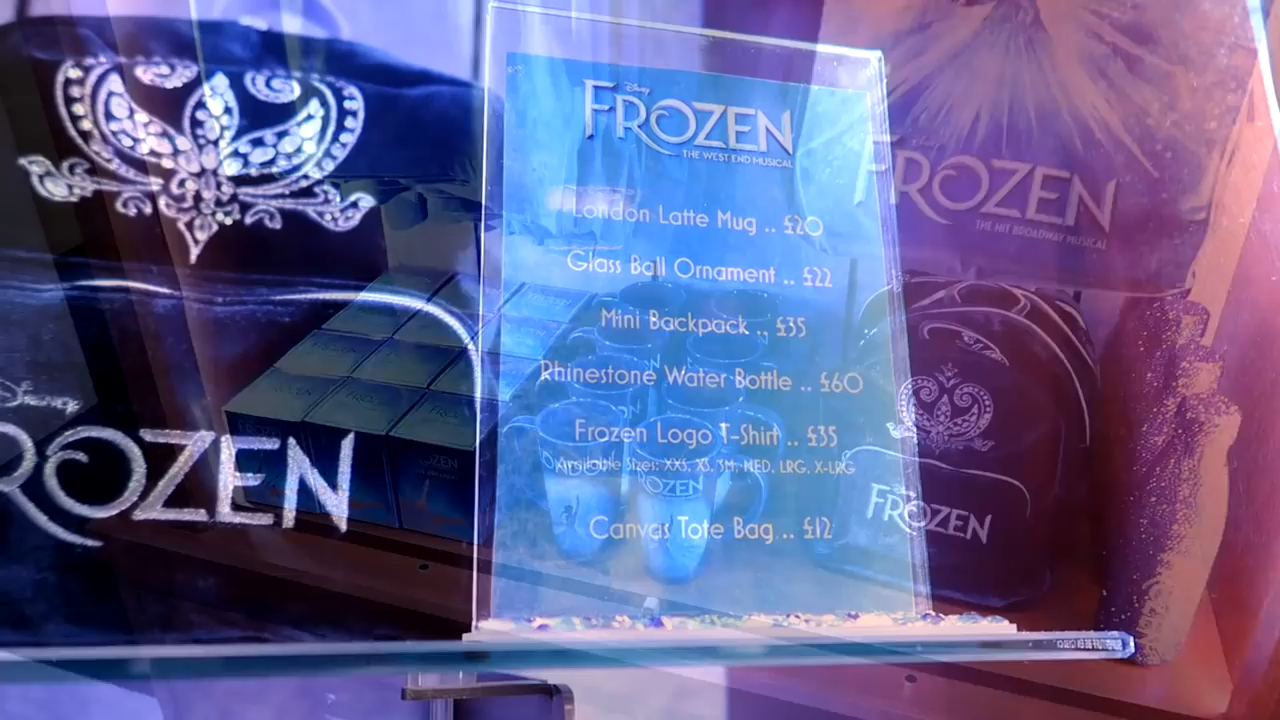 Disney
FROZEN
THE WEST END MUSICAL
London Latte Mug .. £20
Glass Ball Ornament .. £22
Mini Backpack .. £35
Rhinestone Water Bottle .. £60
Frozen Logo T-Shirt .. £35
Available Sizes: XXS, XS, SM, MED, LRG, X-LRG
Canvas Tote Bag .. £12
Disney
FROZEN
FROZEN
THE HIT BROADWAY MUSICAL
FROZEN
FROZEN
FROZEN